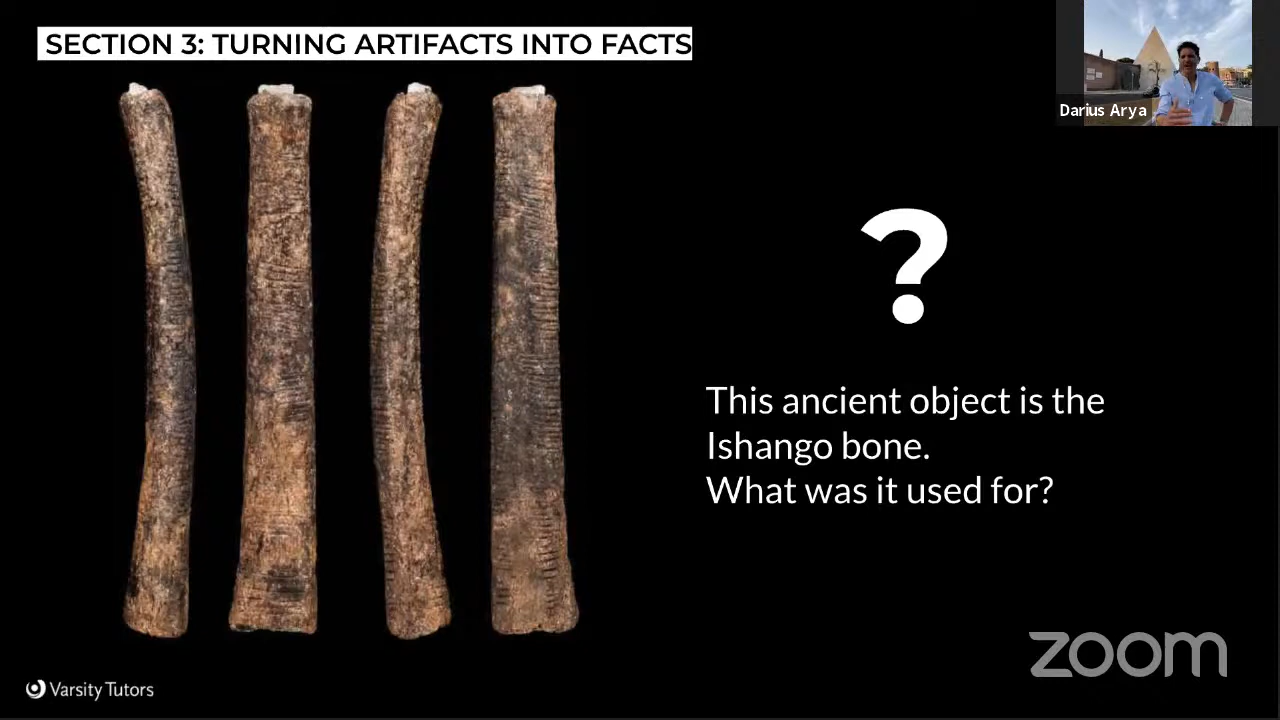 SECTION 3: TURNING ARTIFACTS INTO FACTS
Darius Arya
?
This ancient object is the
Ishango bone.
What was it used for?
zoom
Varsity Tutors